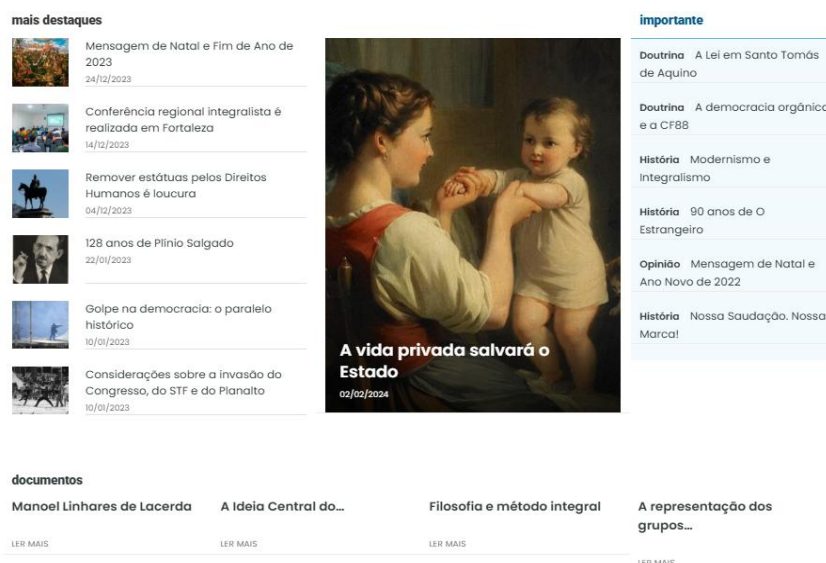 mais destaques
Mensagem de Natal e Fim de Ano de
2023
24/12/2023
Conferência regional integralista é
realizada em Fortaleza
14/12/2023
Remover estátuas pelos Direitos
Humanos é loucura
04/12/2023
128 anos de Plínio Salgado
22/01/2023
Golpe na democracia: o paralelo
histórico
10/01/2023
Considerações sobre a invasão do
Congresso, do STF e do Planalto
10/01/2023
A vida privada salvará o
Estado
02/02/2024
importante
Doutrina A Lei em Santo Tomás
de Aquino
Doutrina A democracia orgânica
e a CF88
História Modernismo e
Integralismo
História 90 anos de O
Estrangeiro
Opinião Mensagem de Natal e
Ano Novo de 2022
História Nossa Saudação. Nossa
Marca!
documentos
Manoel Linhares de Lacerda
LER MAIS
A Ideia Central do...
LER MAIS
Filosofia e método integral
LER MAIS
A representação dos
grupos...
LER MAIS